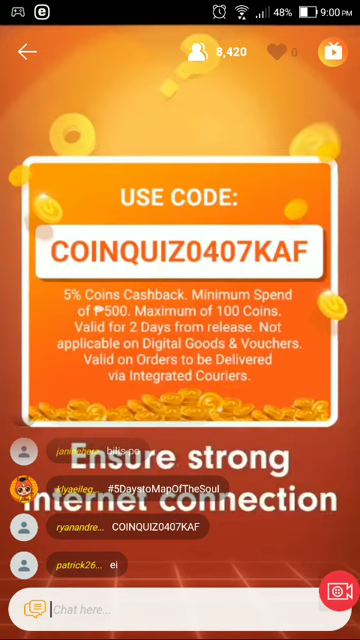 48% 9:00 PM
8,420
0
USE CODE:
COINQUIZ0407KAF
5% Coins Cashback. Minimum Spend
of ₱500. Maximum of 100 Coins.
Valid for 2 Days from release. Not
applicable on Digital Goods & Vouchers.
Valid on Orders to be Delivered
via Integrated Couriers.
bilis po
Ensure strong
klyaeileg... #5DaystoMapOfTheSoul
internet connection
ryanandre... COINQUIZ0407KAF
patrick26... ei
Chat here...